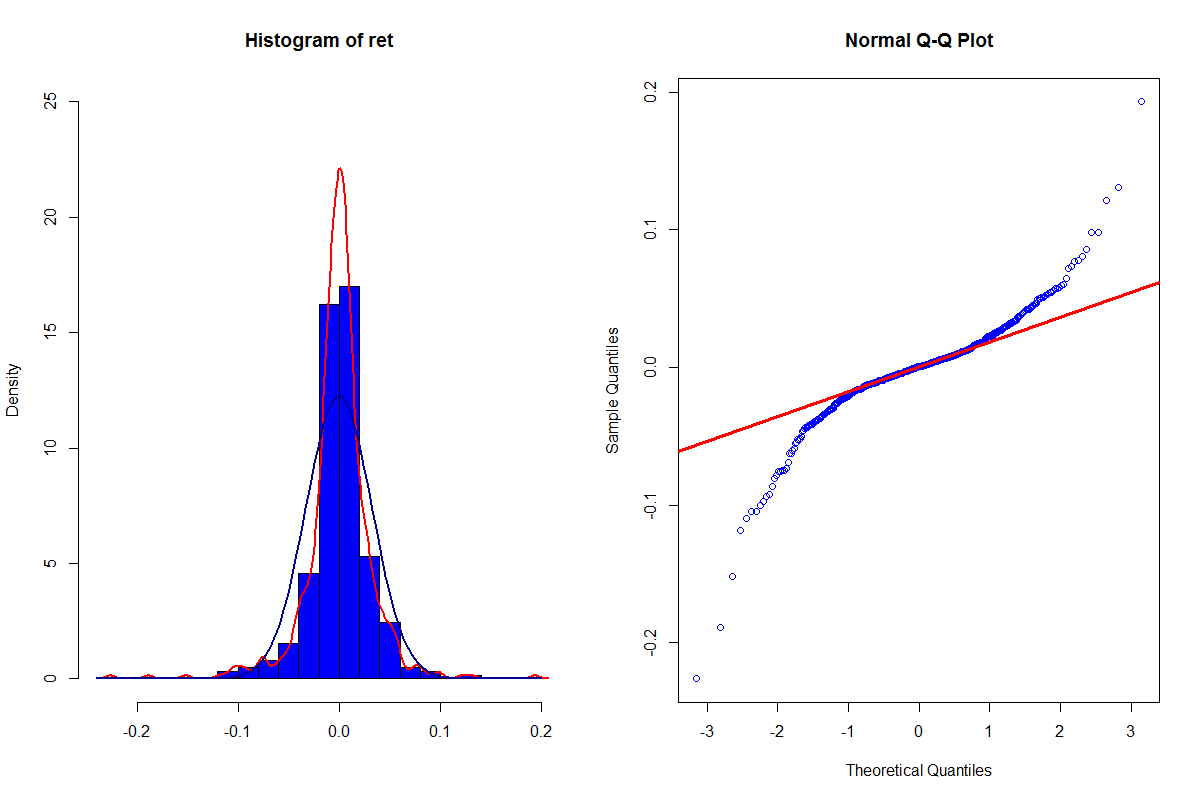 Histogram of ret
Density
25
20
15
10
5
0
-0.2 -0.1 0.0 0.1 0.2
Normal Q-Q Plot
Sample Quantiles
0.2
0.1
0.0
-0.1
-0.2
-3 -2 -1 0 1 2 3
Theoretical Quantiles